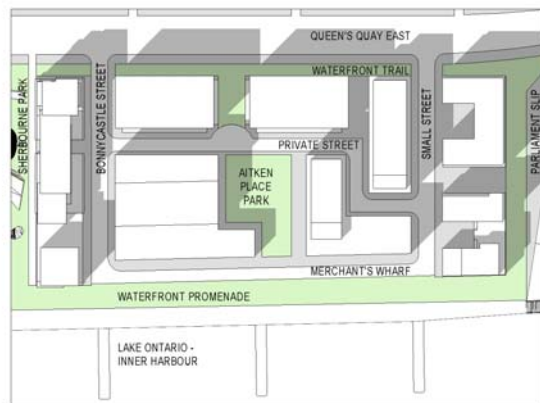 QUEEN'S QUAY EAST
WATERFRONT TRAIL
SHERBOURNE PARK
BONNYCASTLE STREET
SMALL STREET
PARLIAMENT SLIP
PRIVATE STREET
AITKEN
PLACE
PARK
MERCHANT'S WHARF
WATERFRONT PROMENADE
LAKE ONTARIO -
INNER HARBOUR